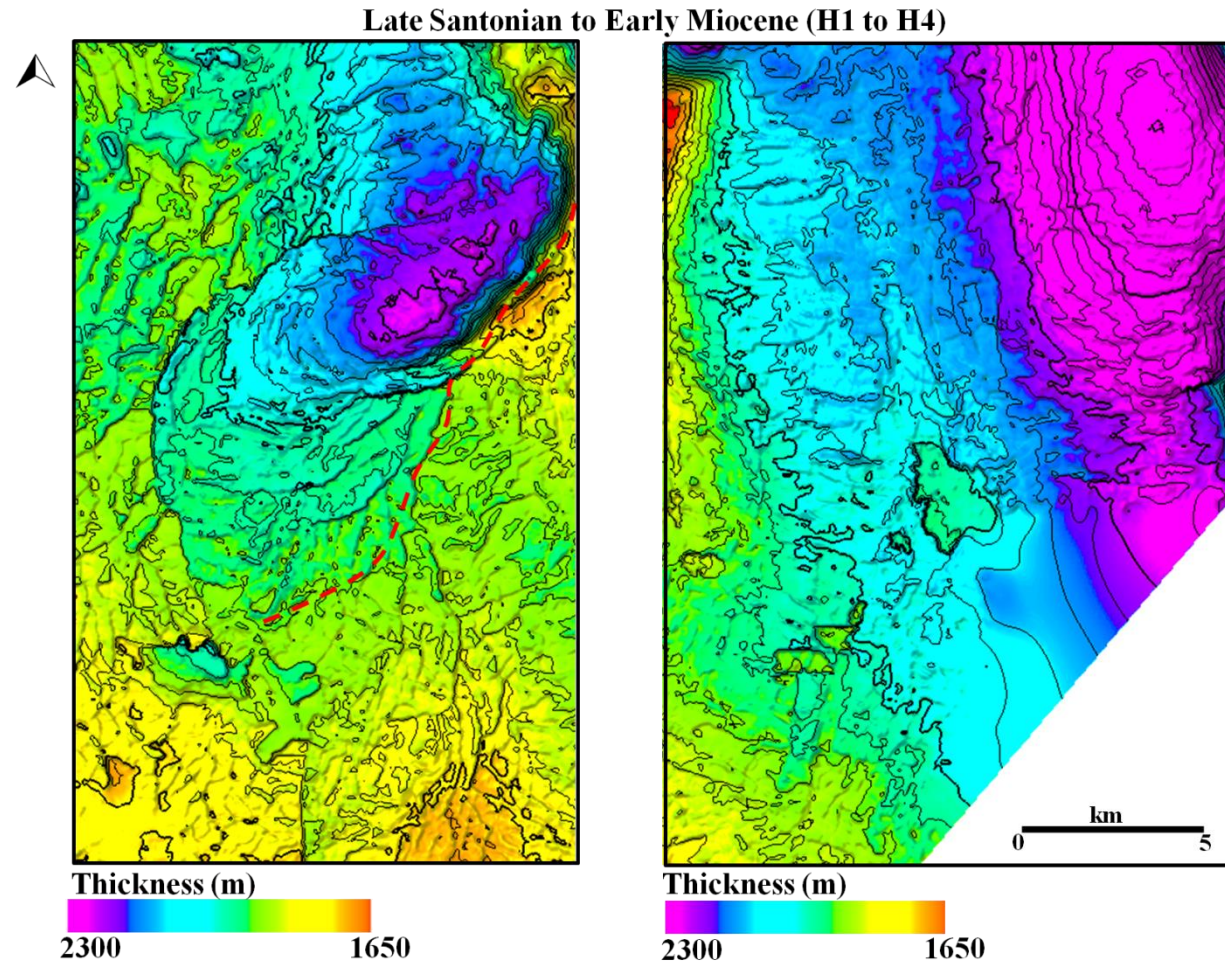 Late Santonian to Early Miocene (H1 to H4)
km
0 5
Thickness (m)
2300 1650
Thickness (m)
2300 1650